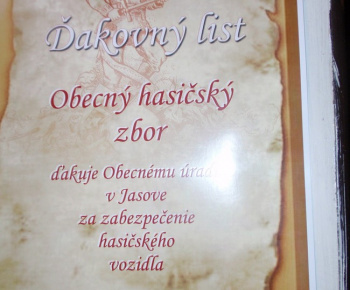 Ďakovný list
Obecný hasičský
zbor
ďakuje Obecnému úrad
v Jasove
za zabezpečenie
hasičského
vozidla